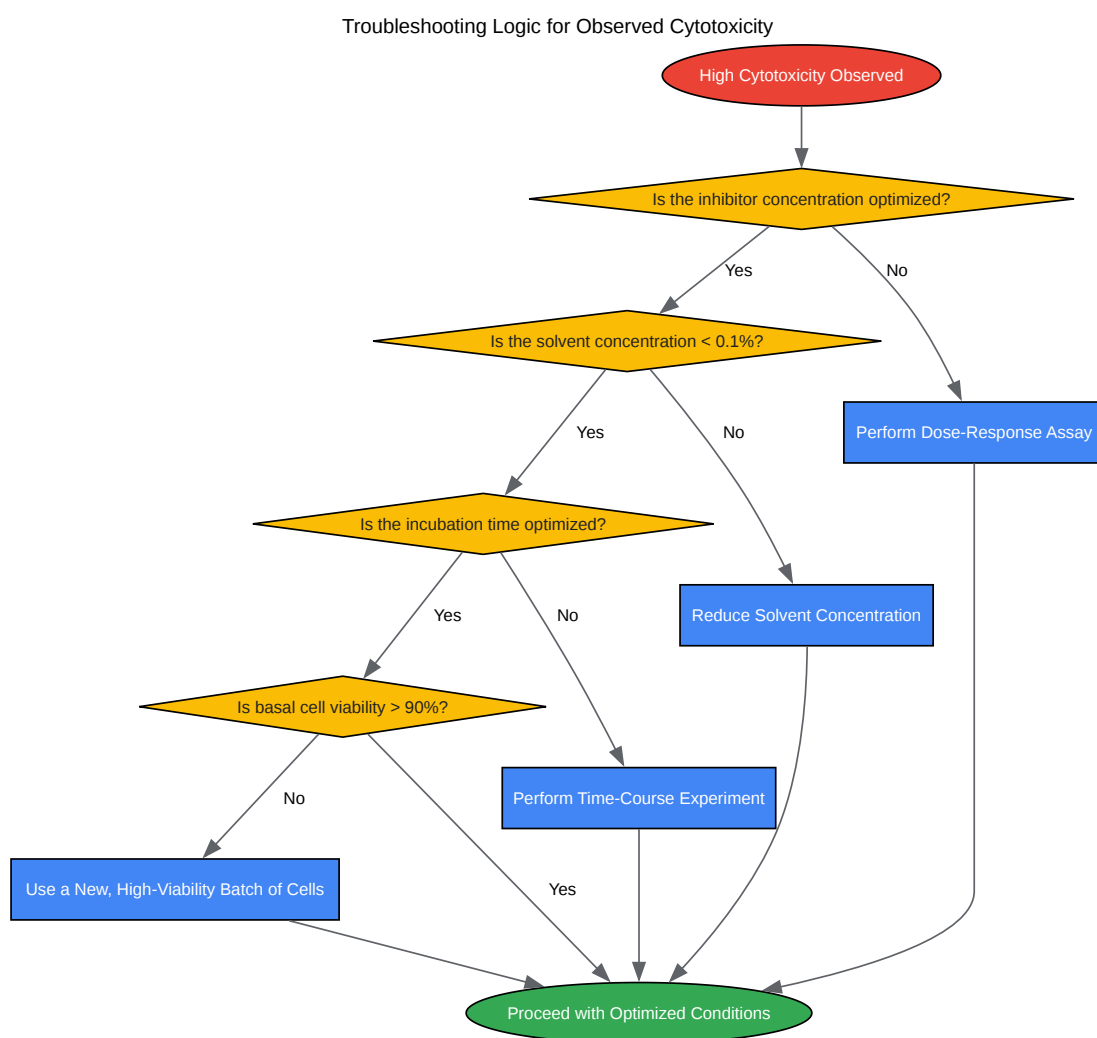 Troubleshooting Logic for Observed Cytotoxicity
High Cytotoxicity Observed
Is the inhibitor concentration optimized?
Yes
No
Is the solvent concentration < 0.1%?
Yes
No
Perform Dose-Response Assay
Is the incubation time optimized?
Yes
No
Reduce Solvent Concentration
Is basal cell viability > 90%?
No
Yes
Perform Time-Course Experiment
Use a New, High-Viability Batch of Cells
Proceed with Optimized Conditions